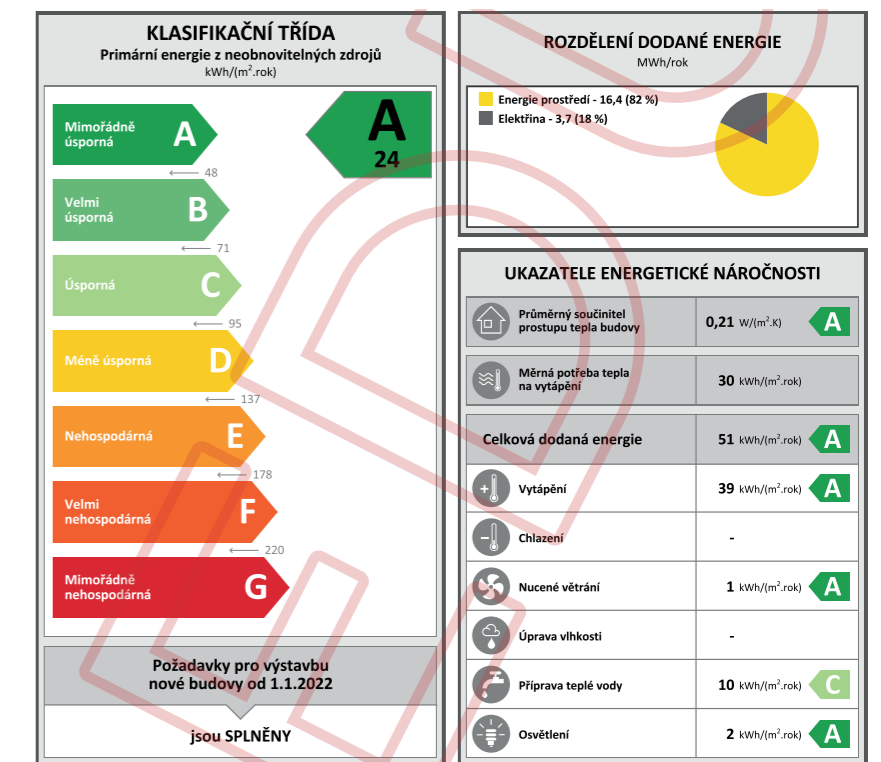 KLASIFIKAČNÍ TŘÍDA
Primární energie z neobnovitelných zdrojů
kWh/(m².rok)
Mimořádně
úsporná
A
48
Velmi
úsporná
B
71
Úsporná
C
95
Méně úsporná
D
137
Nehospodárná
E
178
Velmi
nehospodárná
F
220
Mimořádně
nehospodárná
G
A
24
Požadavky pro výstavbu
nové budovy od 1.1.2022
jsou SPLNĚNY
ROZDĚLENÍ DODANÉ ENERGIE
MWh/rok
Energie prostředí - 16,4 (82 %)
Elektřina - 3,7 (18 %)
UKAZATELE ENERGETICKÉ NÁROČNOSTI
Průměrný součinitel
prostupu tepla budovy
0,21 W/(m².K) A
Měrná potřeba tepla
na vytápění
30 kWh/(m².rok)
Celková dodaná energie 51 kWh/(m².rok) A
Vytápění 39 kWh/(m².rok) A
Chlazení -
Nucené větrání 1 kWh/(m².rok) A
Úprava vlhkosti -
Příprava teplé vody 10 kWh/(m².rok) C
Osvětlení 2 kWh/(m².rok) A